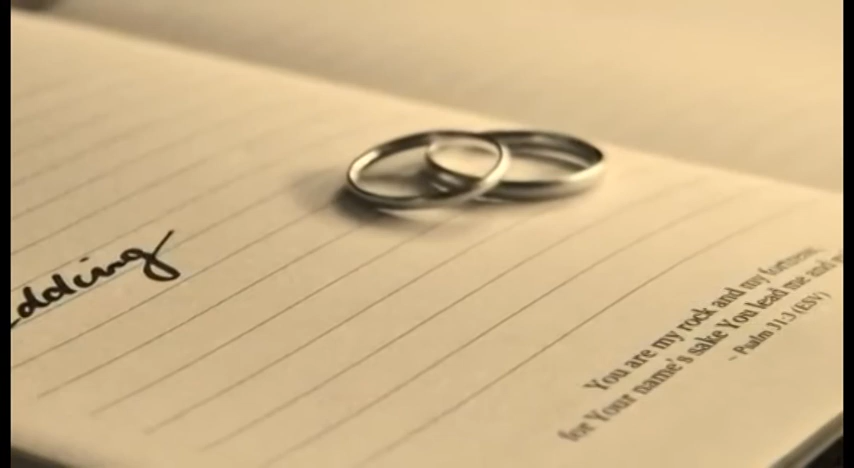 dding
You are my rock and my fortress;
for Your name's sake You lead me and
~ Psalm 31:3 (ESV)